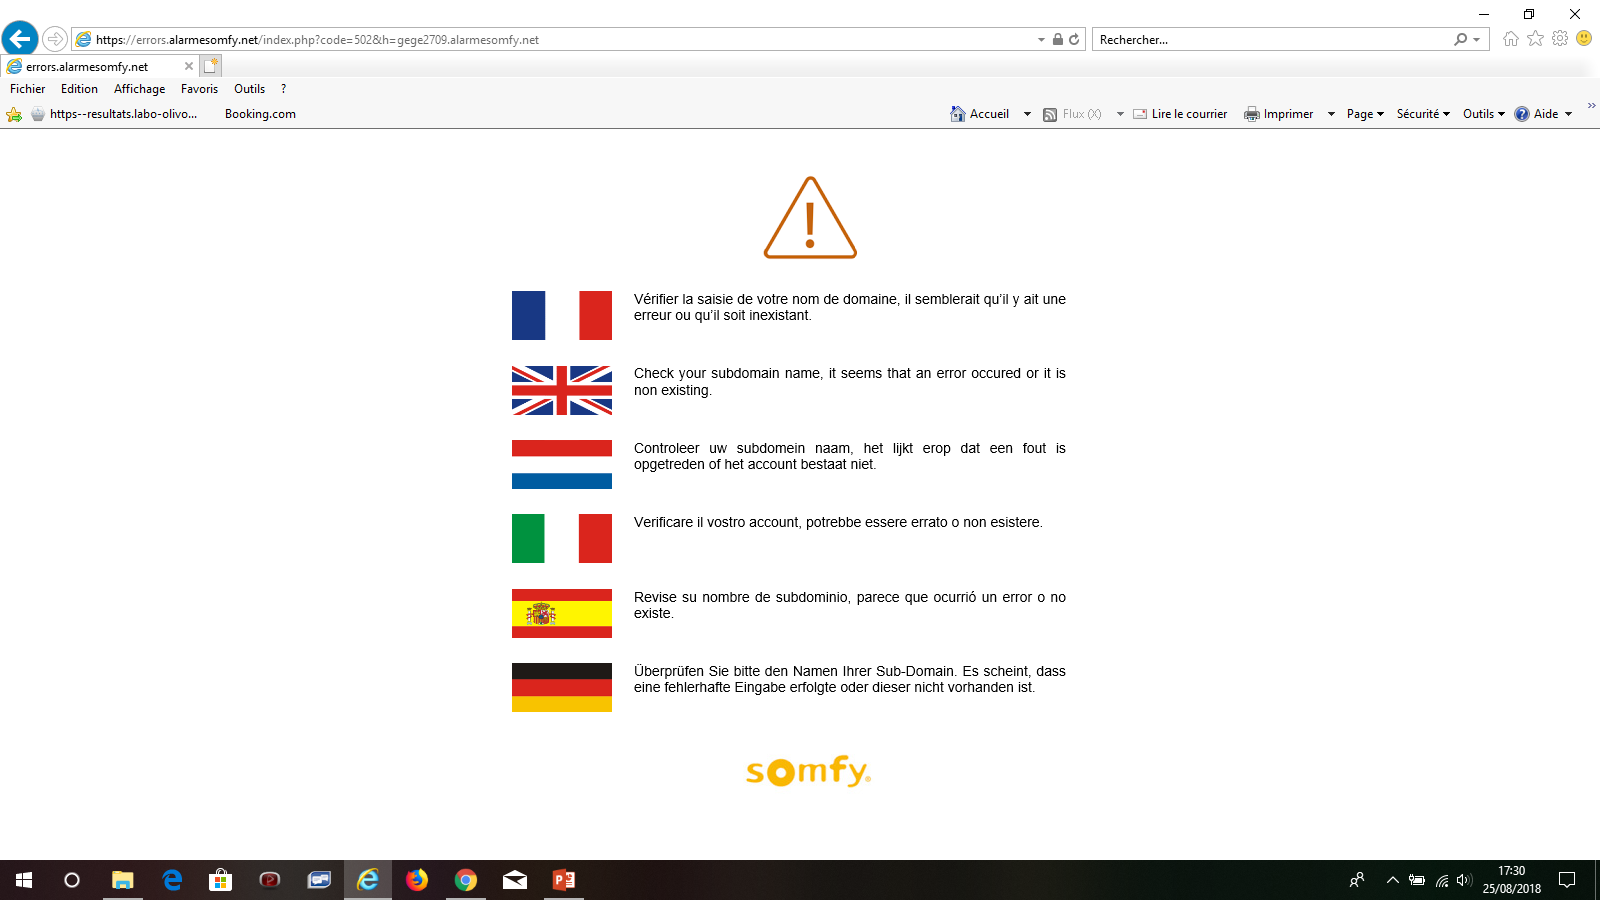 https://errors.alarmesomfy.net/index.php?code=502&h=gege2709.alarmesomfy.net
Rechercher...
errors.alarmesomfy.net
Fichier Edition Affichage Favoris Outils ?
https--resultats.labo-olivo... Booking.com Accueil Flux (X) Lire le courrier Imprimer Page Sécurité Outils Aide
Vérifier la saisie de votre nom de domaine, il semblerait qu'il y ait une
erreur ou qu'il soit inexistant.
Check your subdomain name, it seems that an error occured or it is
non existing.
Controleer uw subdomein naam, het lijkt erop dat een fout is
opgetreden of het account bestaat niet.
Verificare il vostro account, potrebbe essere errato o non esistere.
Revise su nombre de subdominio, parece que ocurrió un error o no
existe.
Überprüfen Sie bitte den Namen Ihrer Sub-Domain. Es scheint, dass
eine fehlerhafte Eingabe erfolgte oder dieser nicht vorhanden ist.
somfy®
17:30
25/08/2018